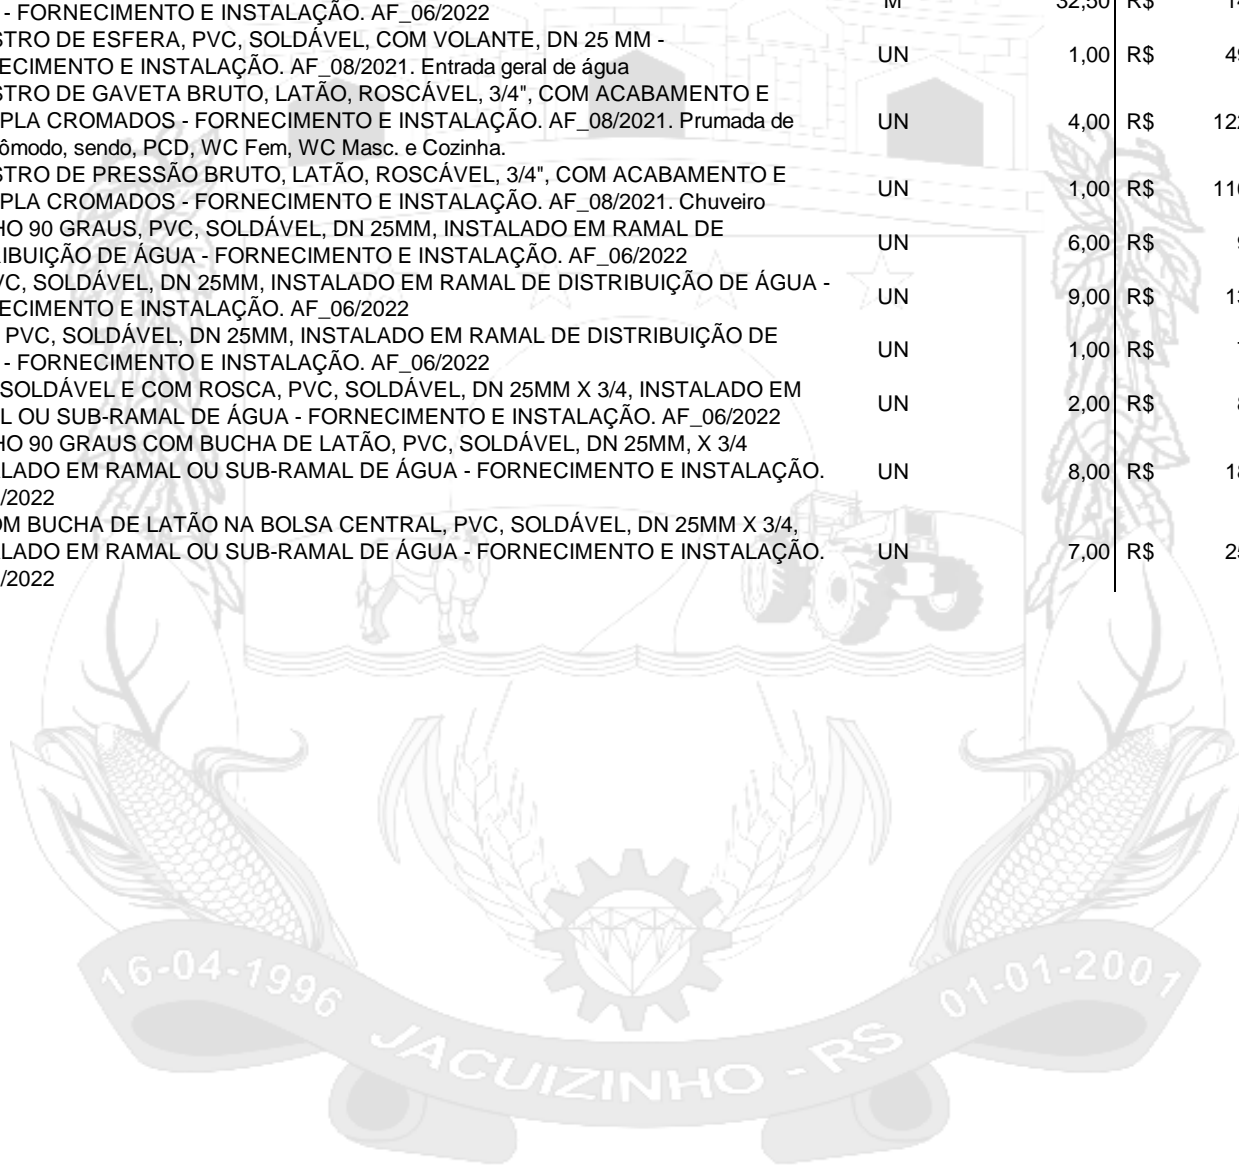 - FORNECIMENTO E INSTALAÇÃO. AF_06/2022 M 32,50 R$
STRO DE ESFERA, PVC, SOLDÁVEL, COM VOLANTE, DN 25 MM -
ECIMENTO E INSTALAÇÃO. AF_08/2021. Entrada geral de água UN 1,00 R$ 49
STRO DE GAVETA BRUTO, LATÃO, ROSCÁVEL, 3/4", COM ACABAMENTO E
PLA CROMADOS - FORNECIMENTO E INSTALAÇÃO. AF_08/2021. Prumada de UN 4,00 R$ 122
ômodo, sendo, PCD, WC Fem, WC Masc. e Cozinha.
STRO DE PRESSÃO BRUTO, LATÃO, ROSCÁVEL, 3/4", COM ACABAMENTO E
PLA CROMADOS - FORNECIMENTO E INSTALAÇÃO. AF_08/2021. Chuveiro UN 1,00 R$ 110
HO 90 GRAUS, PVC, SOLDÁVEL, DN 25MM, INSTALADO EM RAMAL DE
IBUIÇÃO DE ÁGUA - FORNECIMENTO E INSTALAÇÃO. AF_06/2022 UN 6,00 R$ 9
VC, SOLDÁVEL, DN 25MM, INSTALADO EM RAMAL DE DISTRIBUIÇÃO DE ÁGUA -
ECIMENTO E INSTALAÇÃO. AF_06/2022 UN 9,00 R$ 13
PVC, SOLDÁVEL, DN 25MM, INSTALADO EM RAMAL DE DISTRIBUIÇÃO DE
- FORNECIMENTO E INSTALAÇÃO. AF_06/2022 UN 1,00 R$
SOLDÁVEL E COM ROSCA, PVC, SOLDÁVEL, DN 25MM X 3/4, INSTALADO EM
L OU SUB-RAMAL DE ÁGUA - FORNECIMENTO E INSTALAÇÃO. AF_06/2022 UN 2,00 R$ 8
HO 90 GRAUS COM BUCHA DE LATÃO, PVC, SOLDÁVEL, DN 25MM, X 3/4
LADO EM RAMAL OU SUB-RAMAL DE ÁGUA - FORNECIMENTO E INSTALAÇÃO. UN 8,00 R$ 18
/2022
OM BUCHA DE LATÃO NA BOLSA CENTRAL, PVC, SOLDÁVEL, DN 25MM X 3/4,
LADO EM RAMAL OU SUB-RAMAL DE ÁGUA - FORNECIMENTO E INSTALAÇÃO. UN 7,00 R$ 25
/2022
16-04-1996 JACUIZINHO - RS 01-01-2001